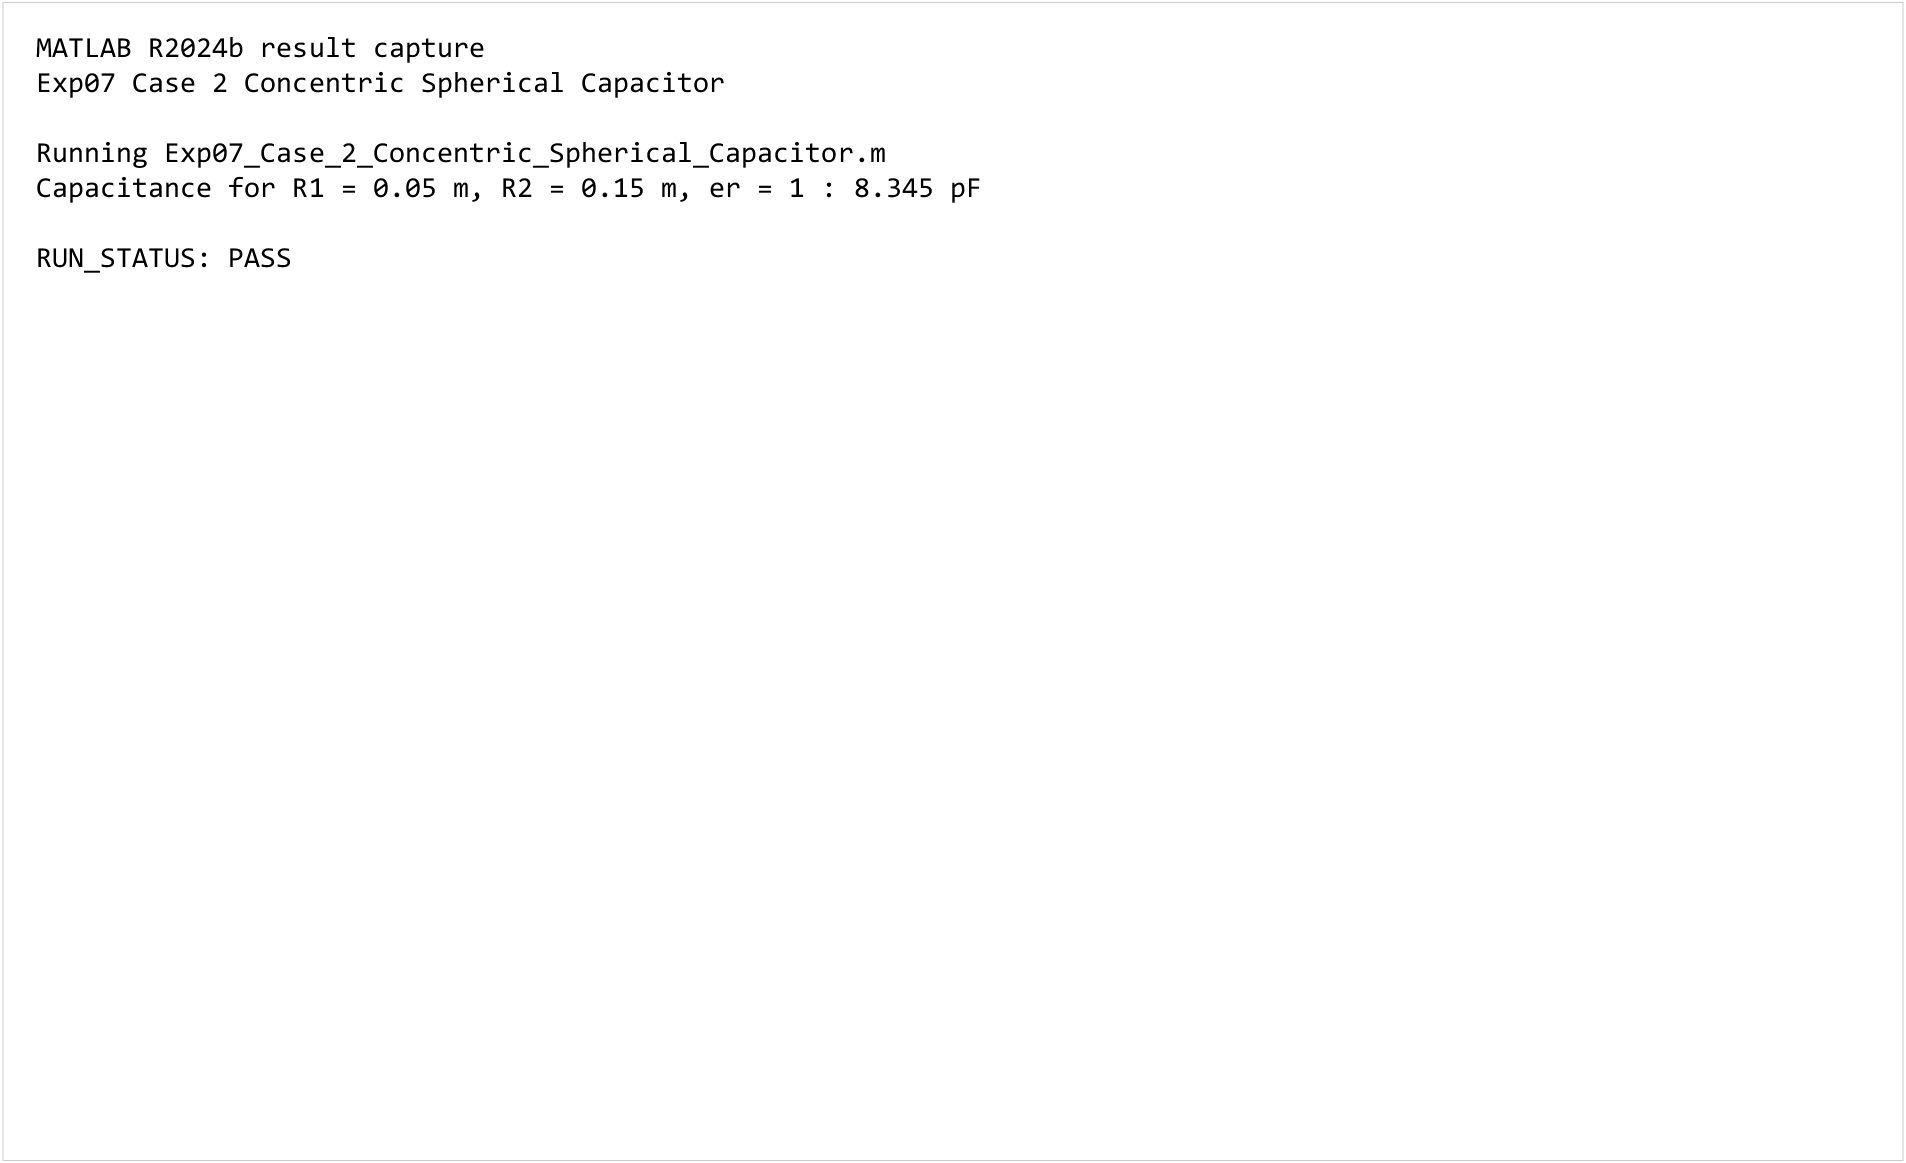 MATLAB R2024b result capture
Exp07 Case 2 Concentric Spherical Capacitor
Running Exp07_Case_2_Concentric_Spherical_Capacitor.m
Capacitance for R1 = 0.05 m, R2 = 0.15 m, er = 1 : 8.345 pF
RUN_STATUS: PASS